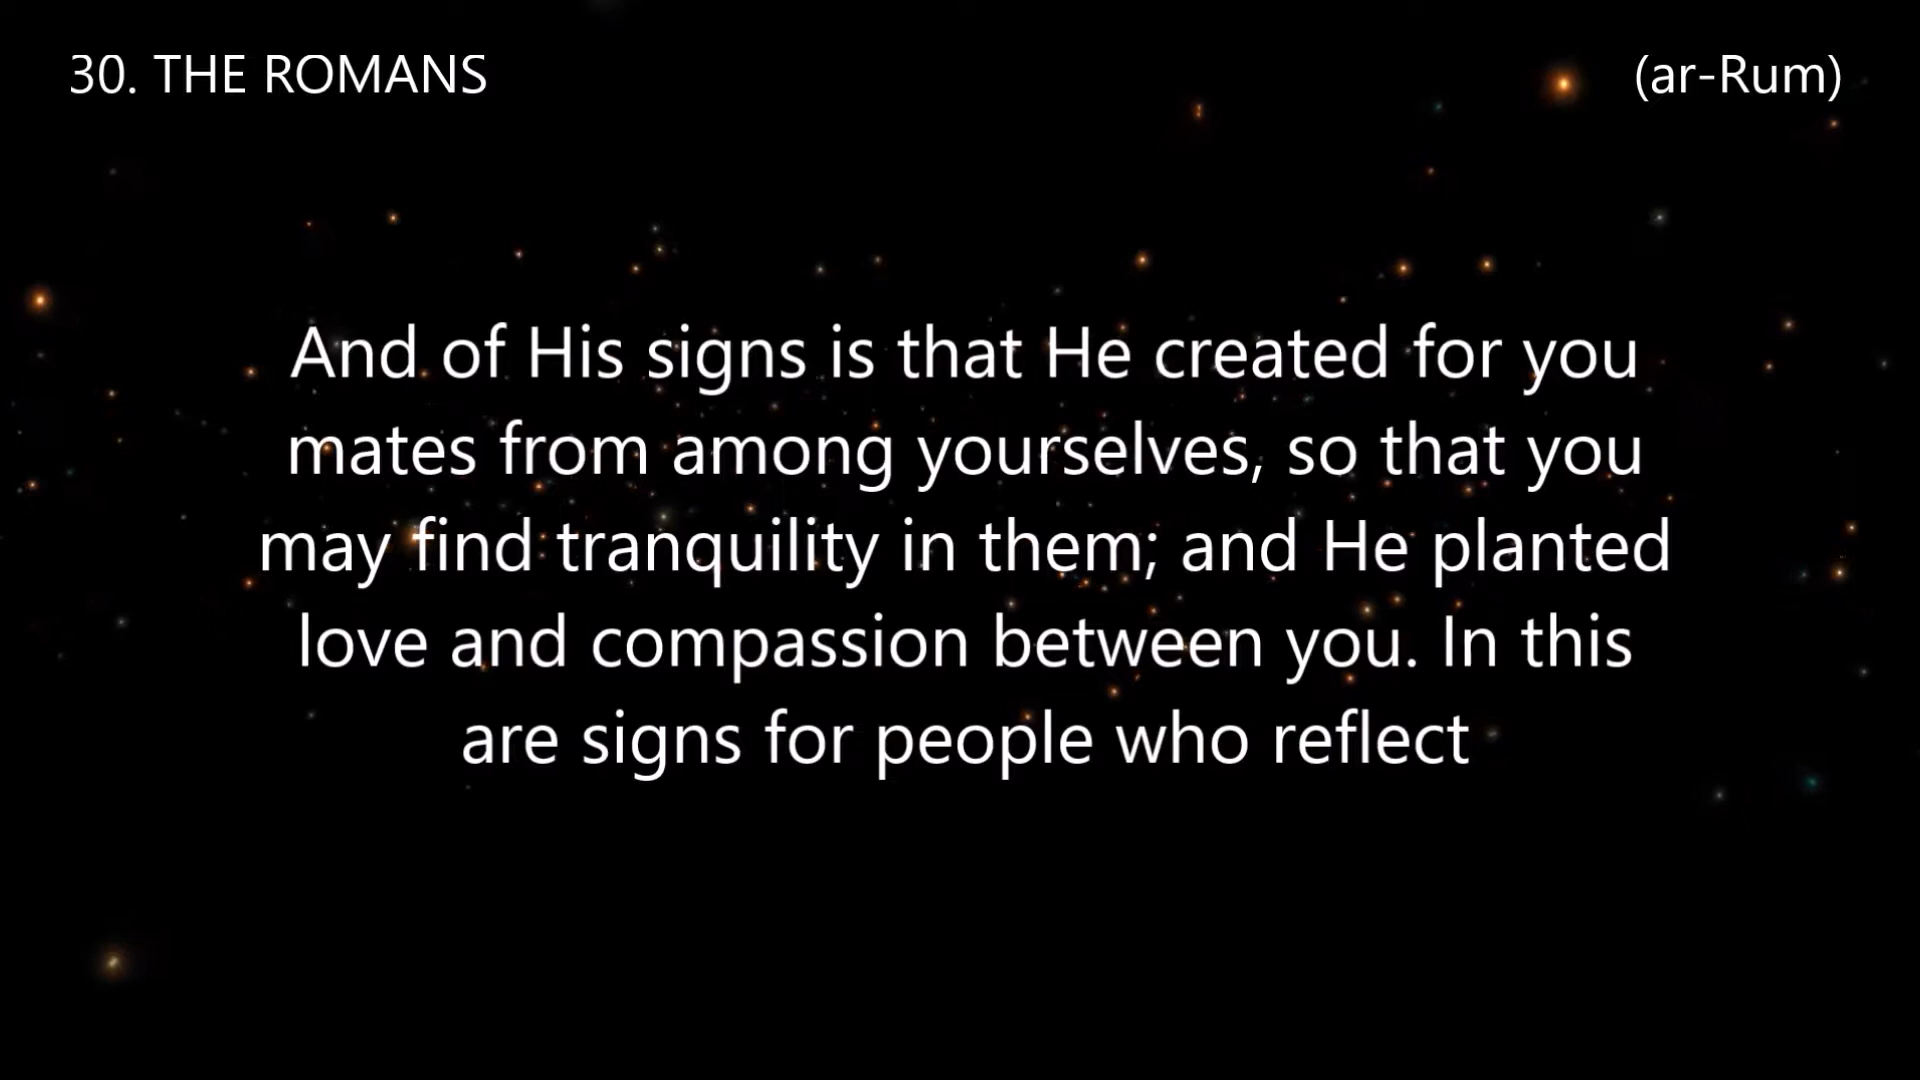 30. THE ROMANS
(ar-Rum)
And of His signs is that He created for you
mates from among yourselves, so that you
may find tranquility in them; and He planted
love and compassion between you. In this
are signs for people who reflect